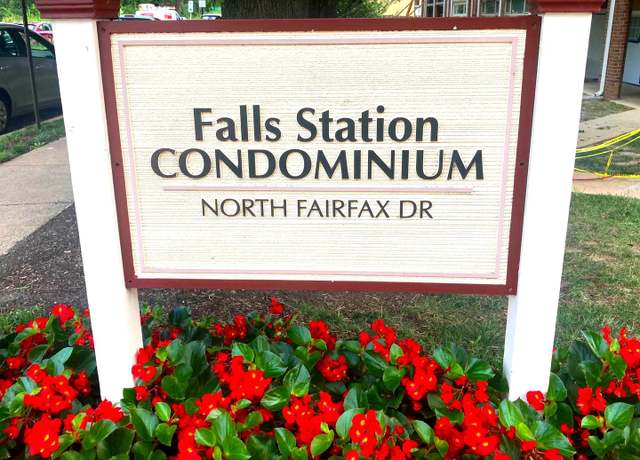 Falls Station
CONDOMINIUM
NORTH FAIRFAX DR